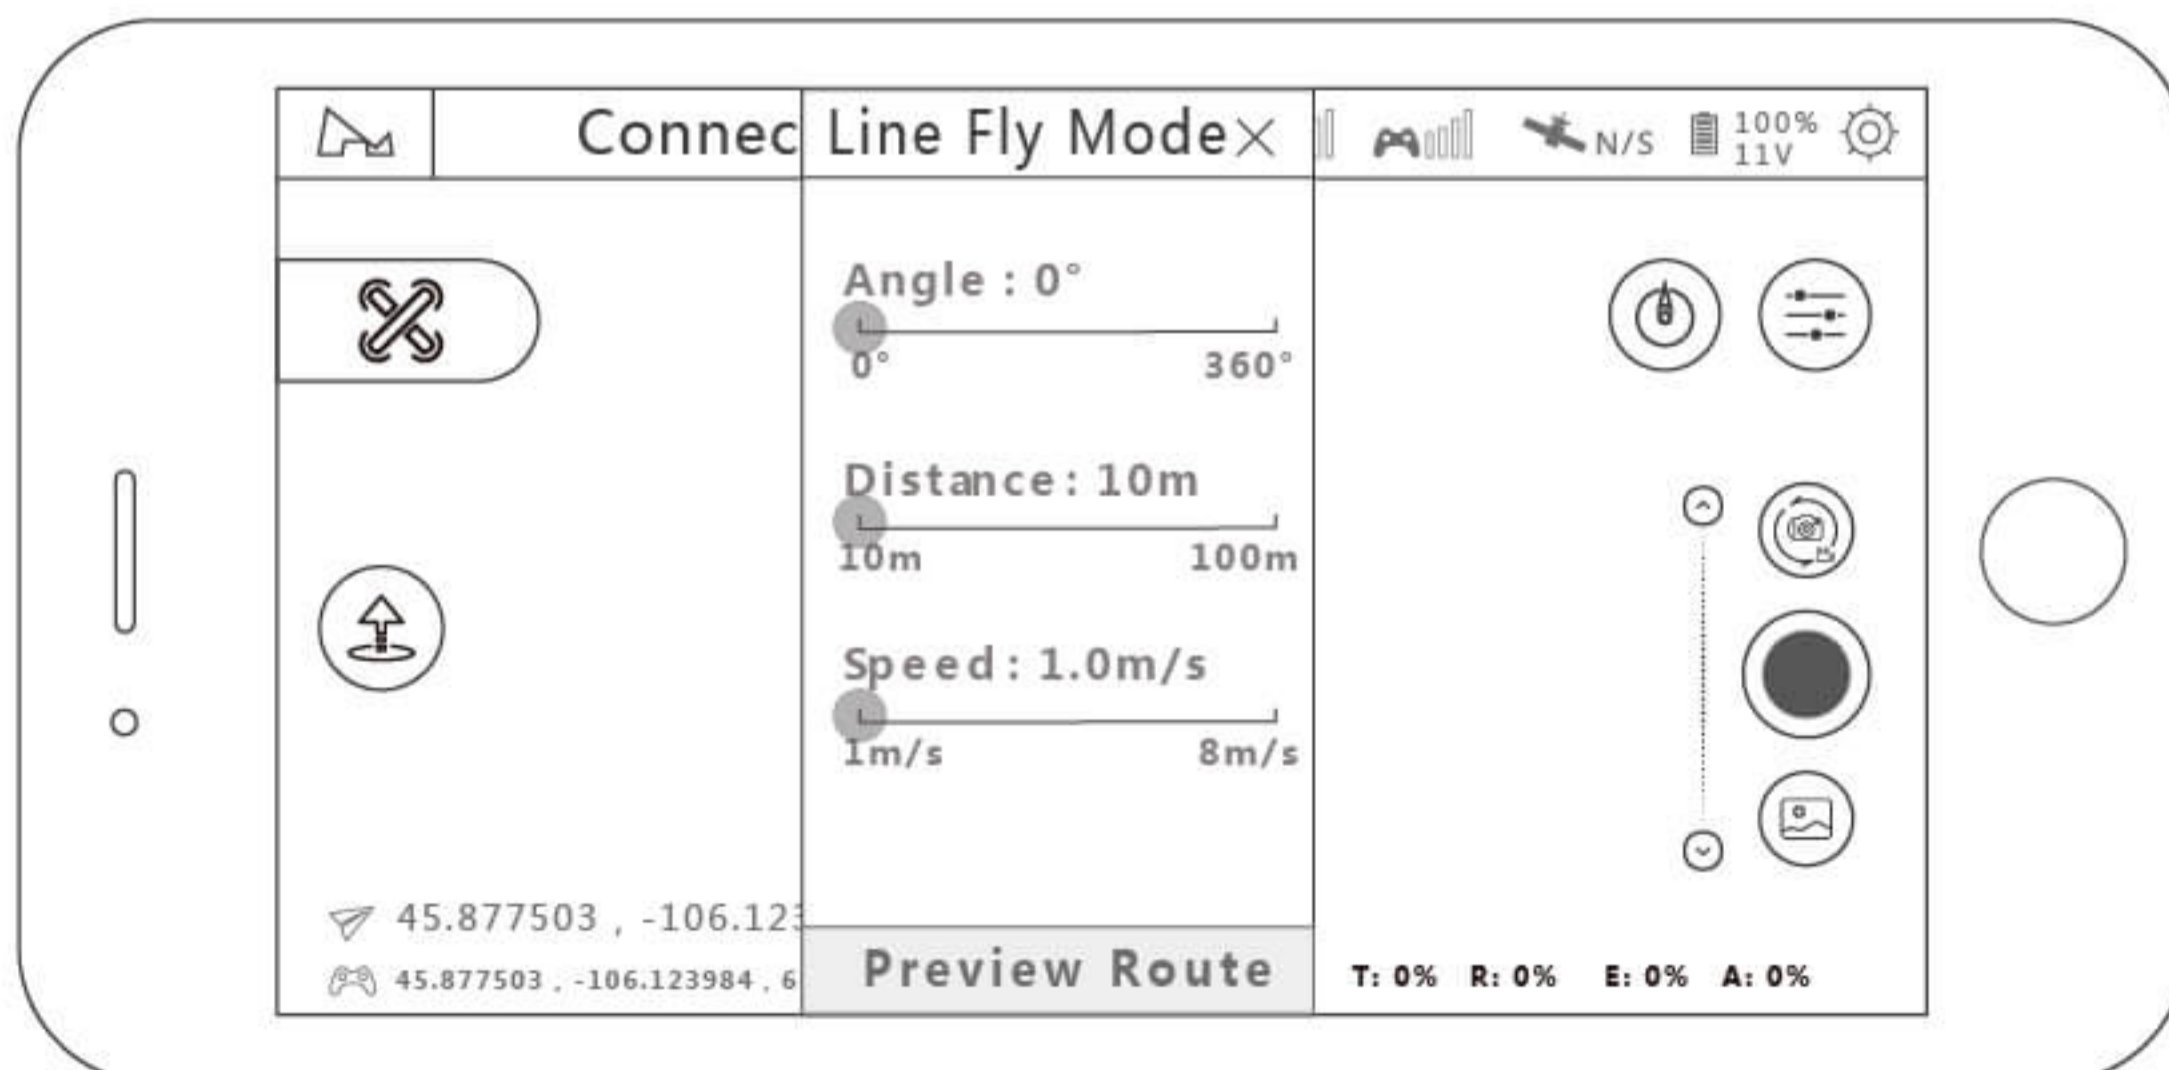 Connec
Line Fly Mode
N/S
100%
11V
Angle : 0°
0°
360°
Distance: 10m
10m
100m
Speed: 1.0m/s
1m/s
8m/s
45.877503 , -106.123
45.877503 , -106.123984 , 6
Preview Route
T: 0% R: 0% E: 0% A: 0%